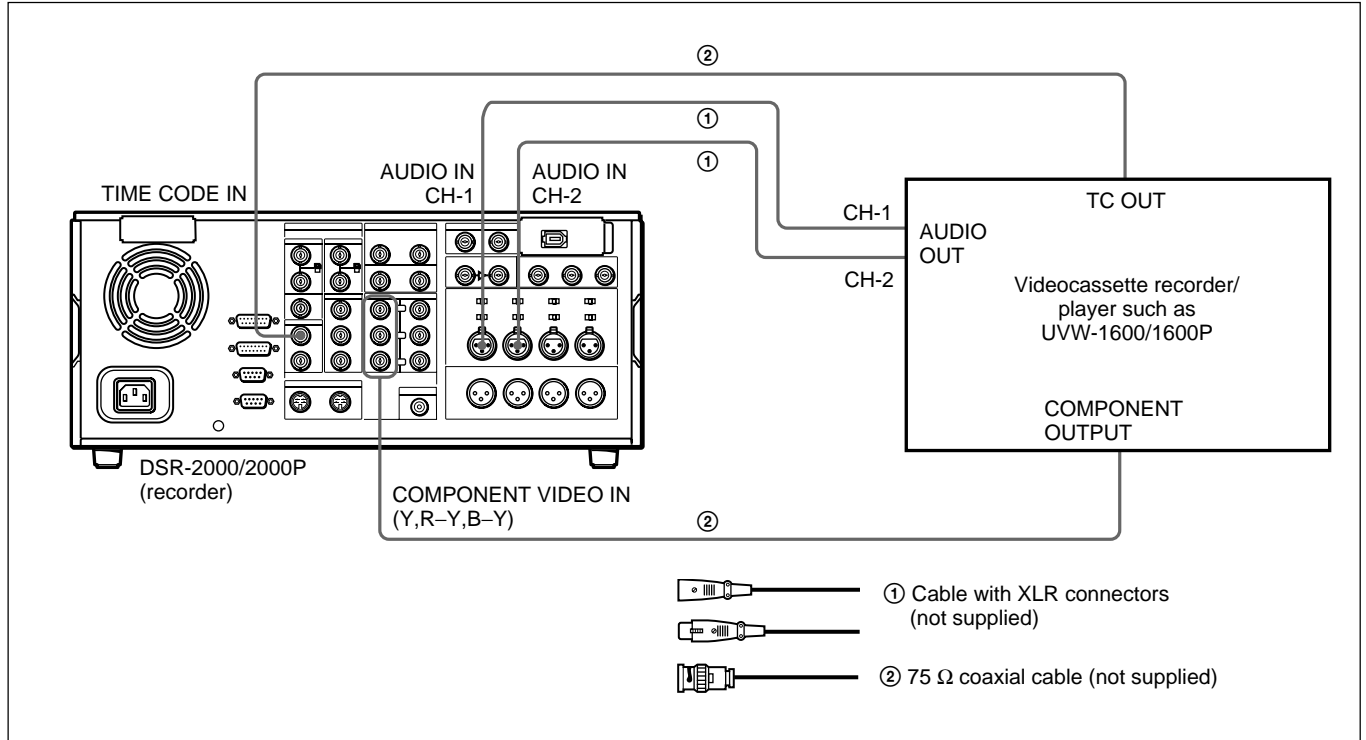 ②
①
①
AUDIO IN
CH-1
AUDIO IN
CH-2
TIME CODE IN
CH-1
CH-2
AUDIO
OUT
TC OUT
Videocassette recorder/
player such as
UVW-1600/1600P
COMPONENT
OUTPUT
DSR-2000/2000P
(recorder)
COMPONENT VIDEO IN
(Y,R−Y,B−Y)
②
① Cable with XLR connectors
(not supplied)
② 75 Ω coaxial cable (not supplied)